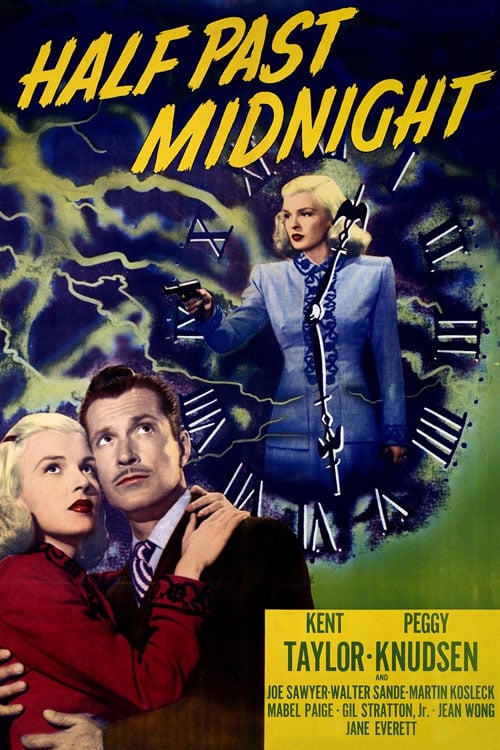 HALF PAST
MIDNIGHT
KENT PEGGY
TAYLOR · KNUDSEN
AND
JOE SAWYER · WALTER SANDE · MARTIN KOSLECK
MABEL PAIGE · GIL STRATTON, Jr. · JEAN WONG
JANE EVERETT